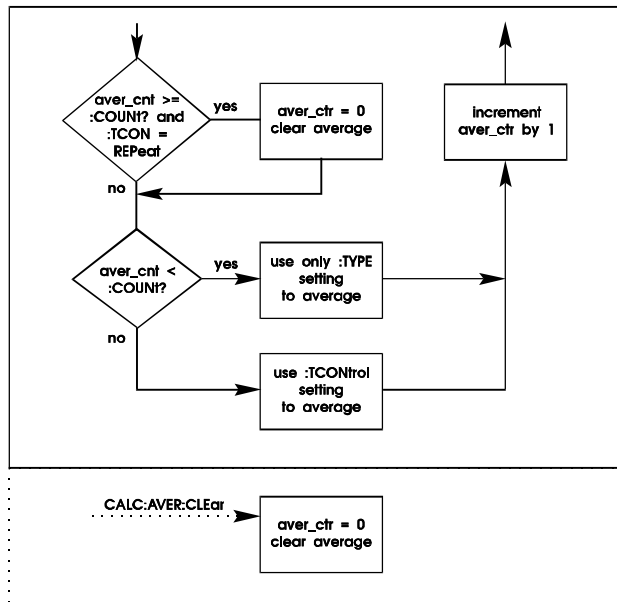 aver_cnt >=
:COUNt? and
:TCON =
REPeat
yes
aver_ctr = 0
clear average
increment
aver_ctr by 1
no
aver_cnt <
:COUNt?
yes
use only :TYPE
setting
to average
no
use :TCONtrol
setting
to average
CALC:AVER:CLEar
aver_ctr = 0
clear average